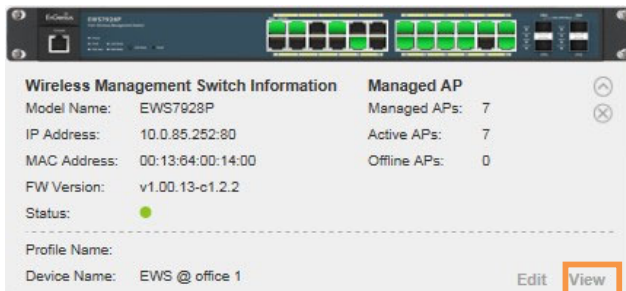 EnGenius EWS7928P
Wireless Management Switch Information Managed AP
Model Name: EWS7928P Managed APs: 7
IP Address: 10.0.85.252:80 Active APs: 7
MAC Address: 00:13:64:00:14:00 Offline APs: 0
FW Version: v1.00.13-c1.2.2
Status:
Profile Name:
Device Name: EWS @ office 1 Edit View